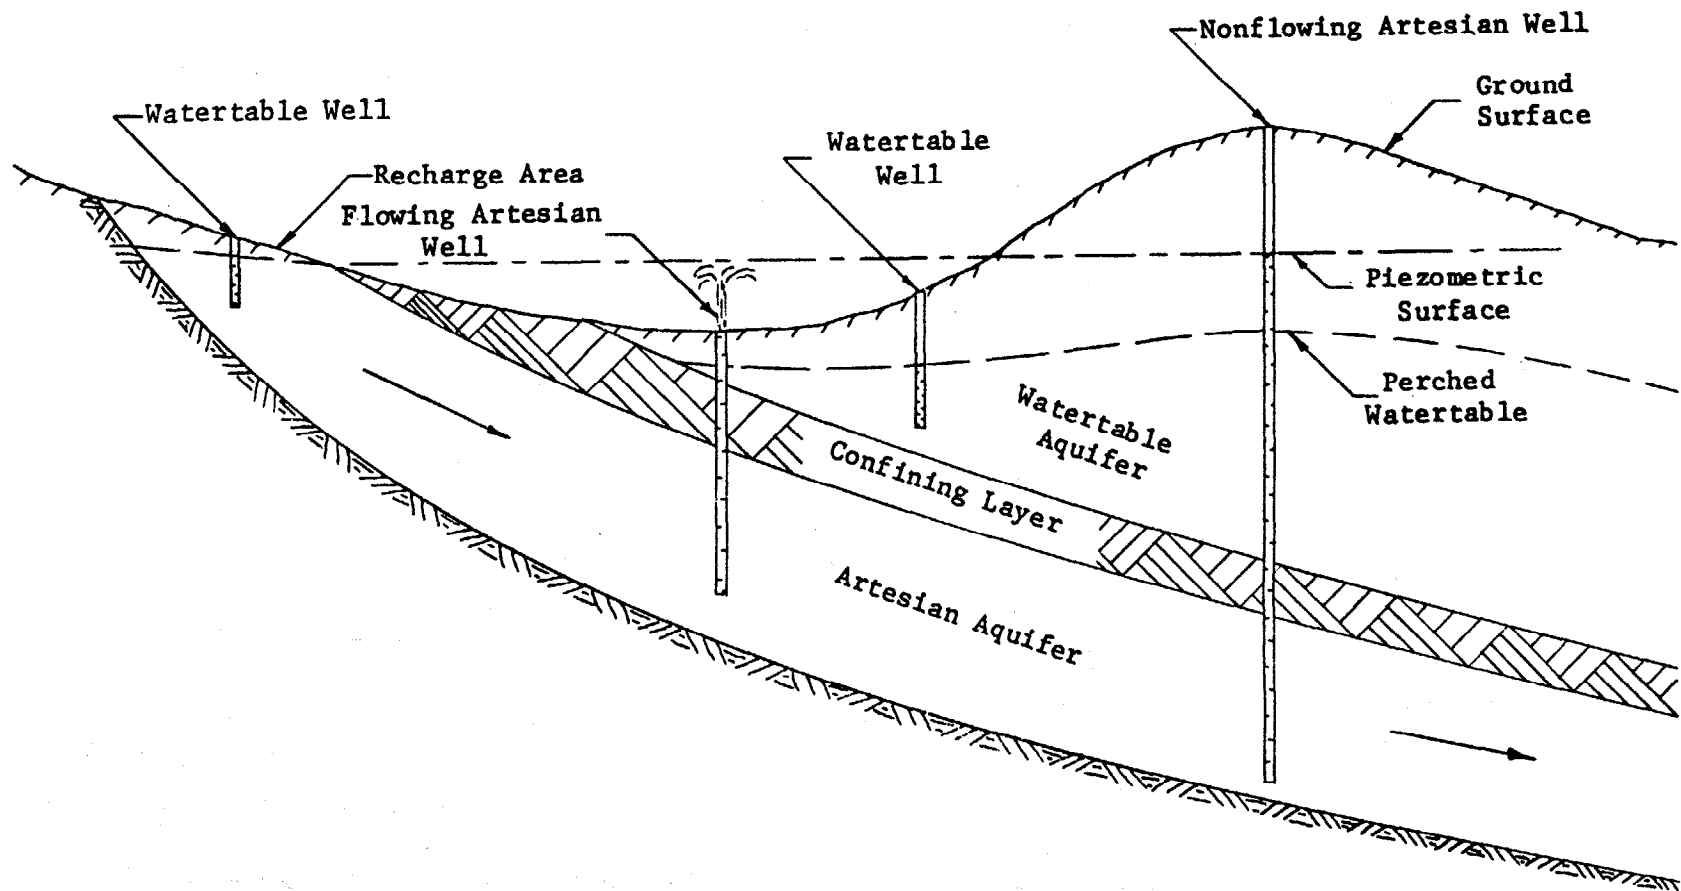 Nonflowing Artesian Well
Ground
Surface
Watertable Well
Watertable
Well
Recharge Area
Flowing Artesian
Well
Piezometric
Surface
Perched
Watertable
Watertable
Aquifer
Confining Layer
Artesian Aquifer